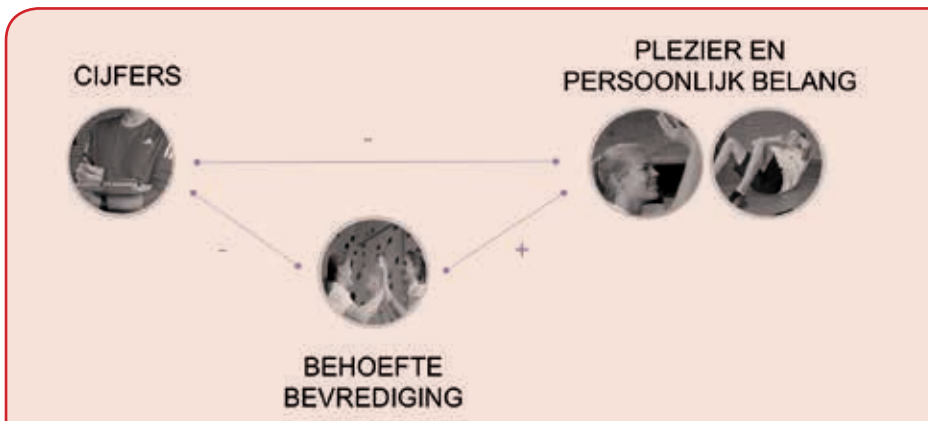 CIJFERS
PLEZIER EN
PERSOONLIJK BELANG
-
-
+
BEHOEFTE
BEVREDIGING